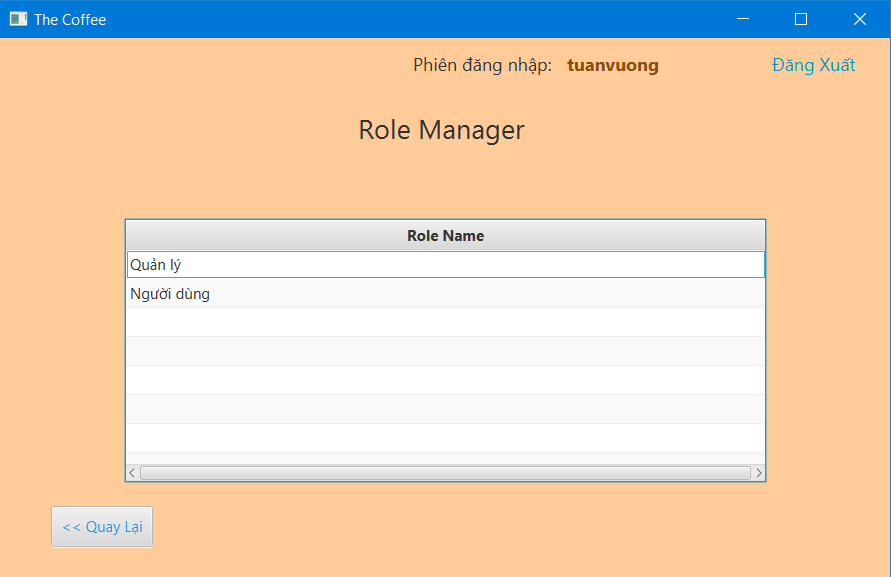 The Coffee
Phiên đăng nhập: tuanvuong Đăng Xuất
Role Manager
Role Name
Quản lý
Người dùng
<< Quay Lại